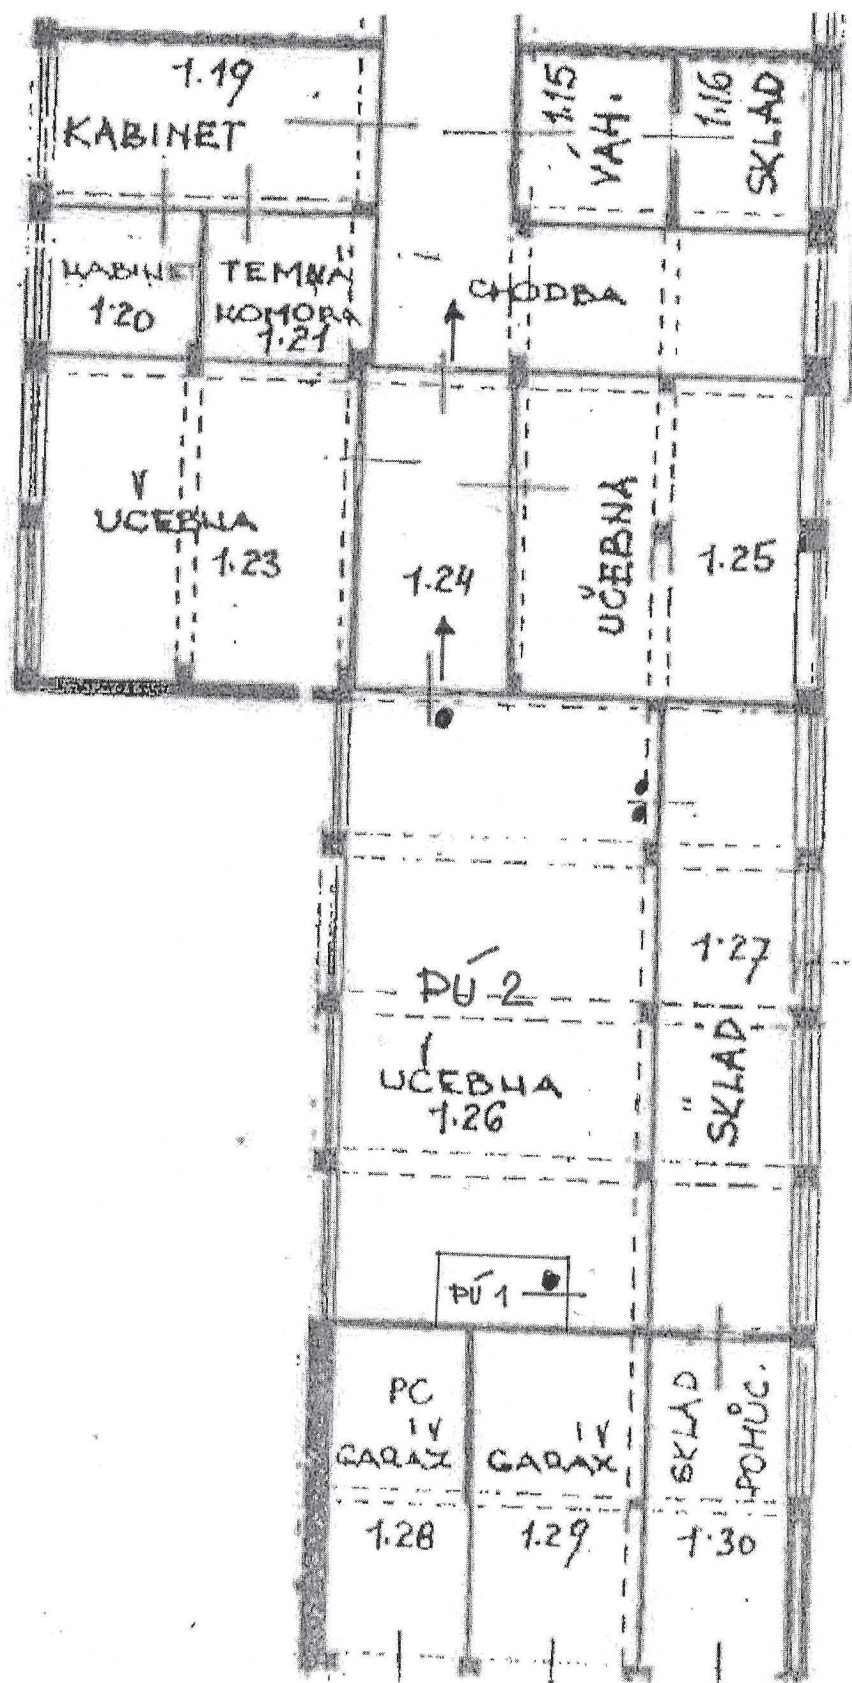 1.19
KABINET
1.15
VÁH.
1.16
SKLAD
KABINET
1.20
TEMNÁ
KOMORA
1.21
CHODBA
UČEBNA
1.23
1.24
UČEBNA
1.25
1.27
SKLAD
PÚ 2
UČEBNA
1.26
PÚ 1
PC
GARÁŽ
1.28
GARÁŽ
1.29
SKLAD
POMŮC.
1.30